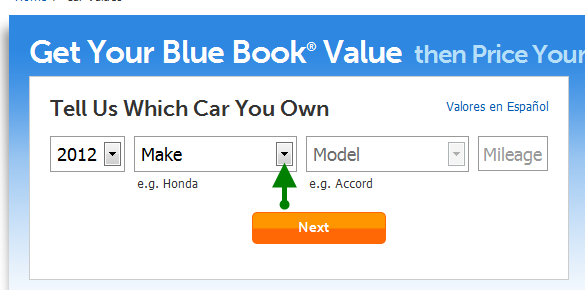 Get Your Blue Book® Value then Price Your
Tell Us Which Car You Own
Valores en Español
2012 Make Model Mileage
e.g. Honda e.g. Accord
Next